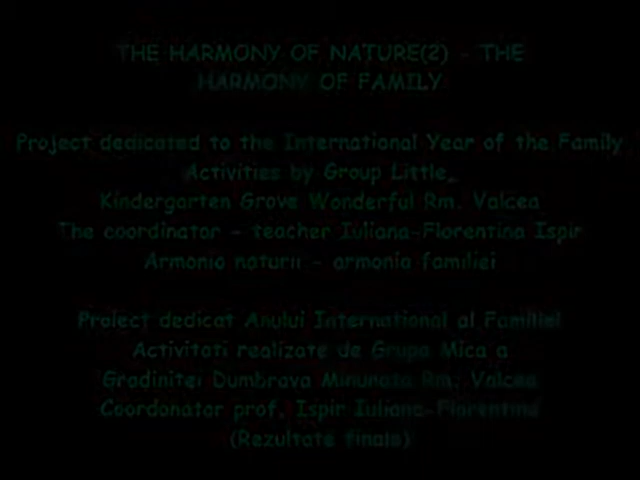 THE HARMONY OF NATURE(2) - THE
HARMONY OF FAMILY
Project dedicated to the International Year of the Family
Activities by Group Little,
Kindergarten Grove Wonderful Rm. Valcea
The coordinator - teacher Iuliana-Florentina Ispir
Armonia naturii - armonia familiei
Proiect dedicat Anului International al Familiei
Activitati realizate de Grupa Mica a
Gradinitei Dumbrava Minunata Rm. Valcea
Coordonator prof. Ispir Iuliana-Florentina
(Rezultate finale)